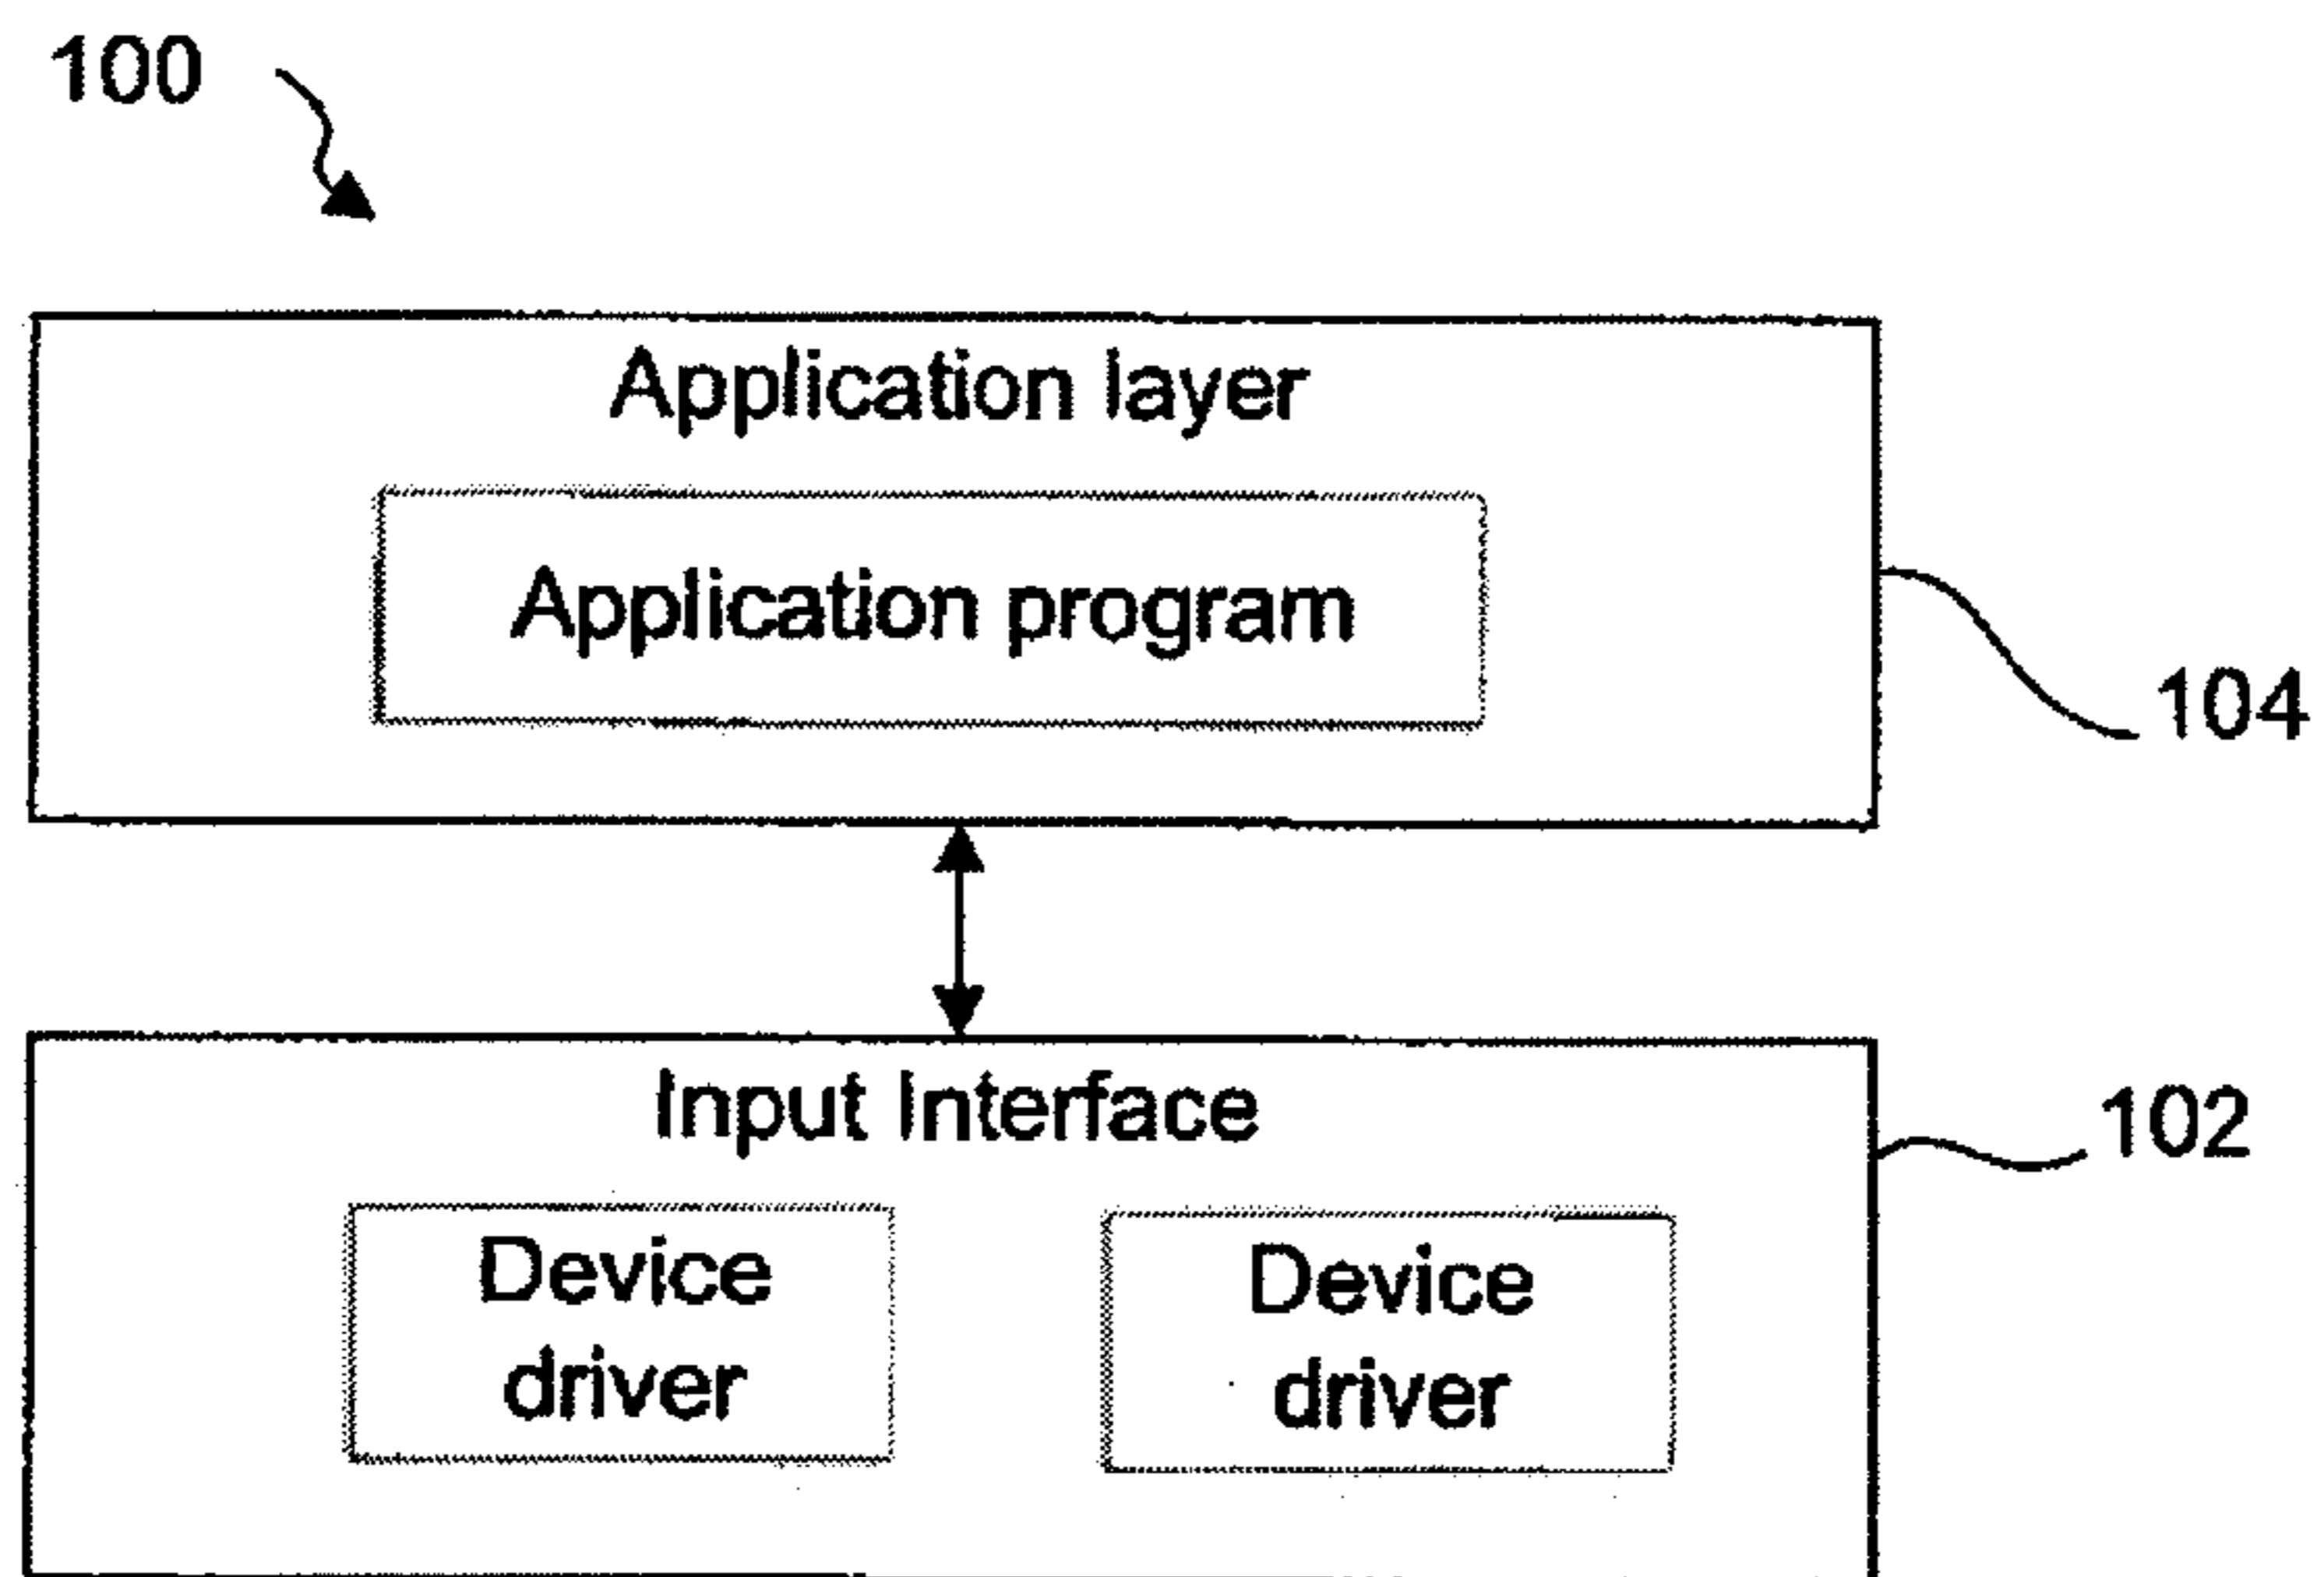 100
Application layer
Application program
104
Input Interface
102
Device
driver
Device
driver